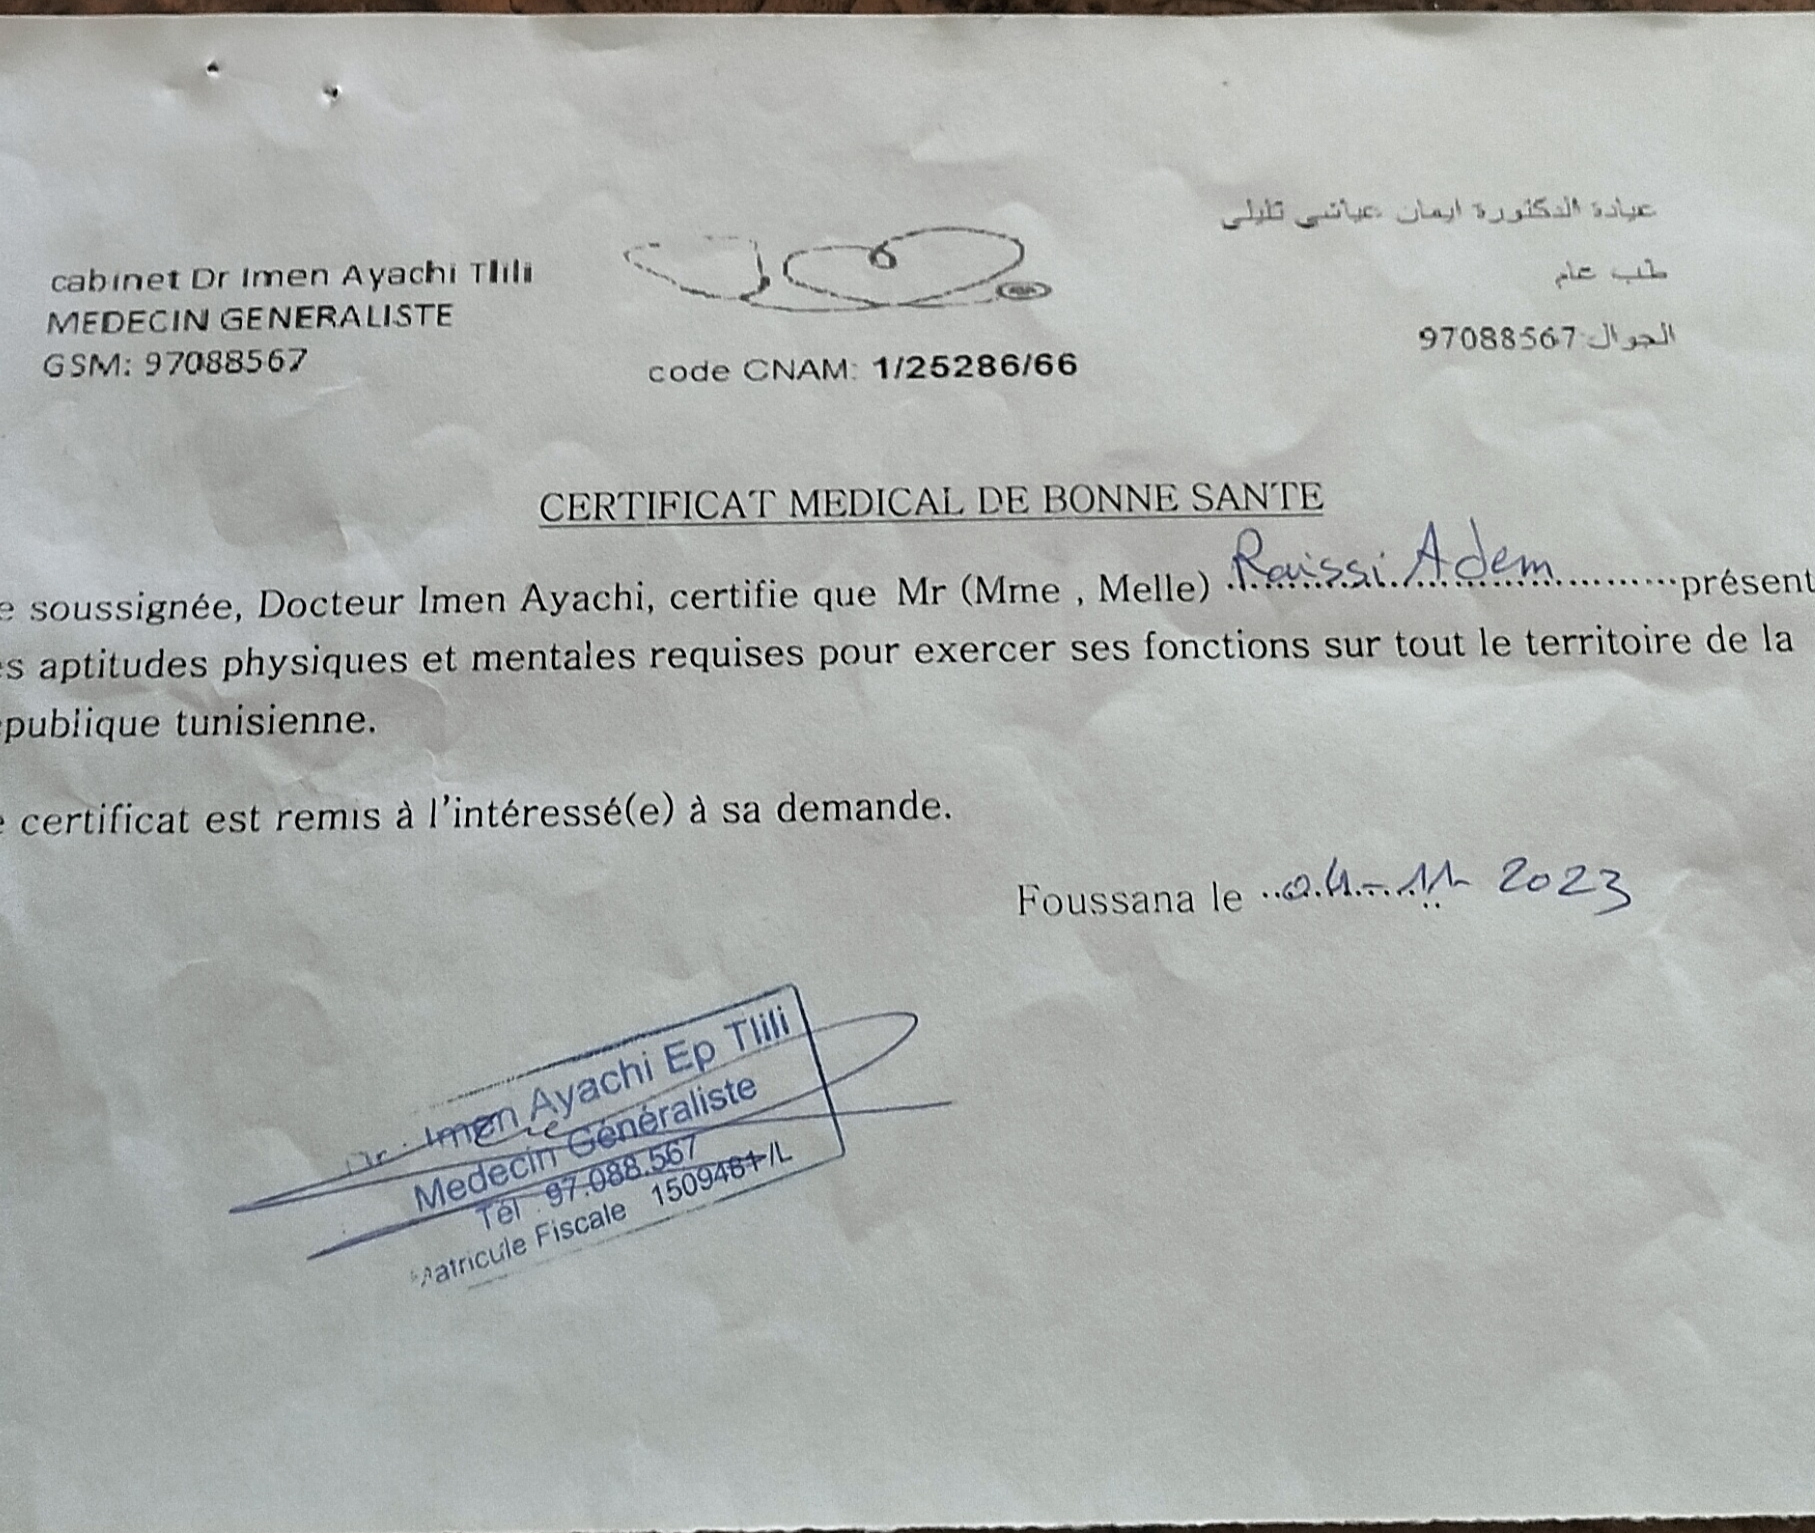 cabinet Dr Imen Ayachi Tlili
MEDECIN GENERALISTE
GSM: 97088567
code CNAM: 1/25286/66
عيادة الدكتورة ايمان عياشي تليلي
طب عام
الجوال 97088567
CERTIFICAT MEDICAL DE BONNE SANTE
e soussignée, Docteur Imen Ayachi, certifie que Mr (Mme , Melle) Raissi Adem présent
es aptitudes physiques et mentales requises pour exercer ses fonctions sur tout le territoire de la
épublique tunisienne.
e certificat est remis à l'intéressé(e) à sa demande.
Foussana le 04-11-2023
Dr. Imen Ayachi Ep Tlili
Medecin Généraliste
Tél : 97.088.567
Matricule Fiscale 1509481/L